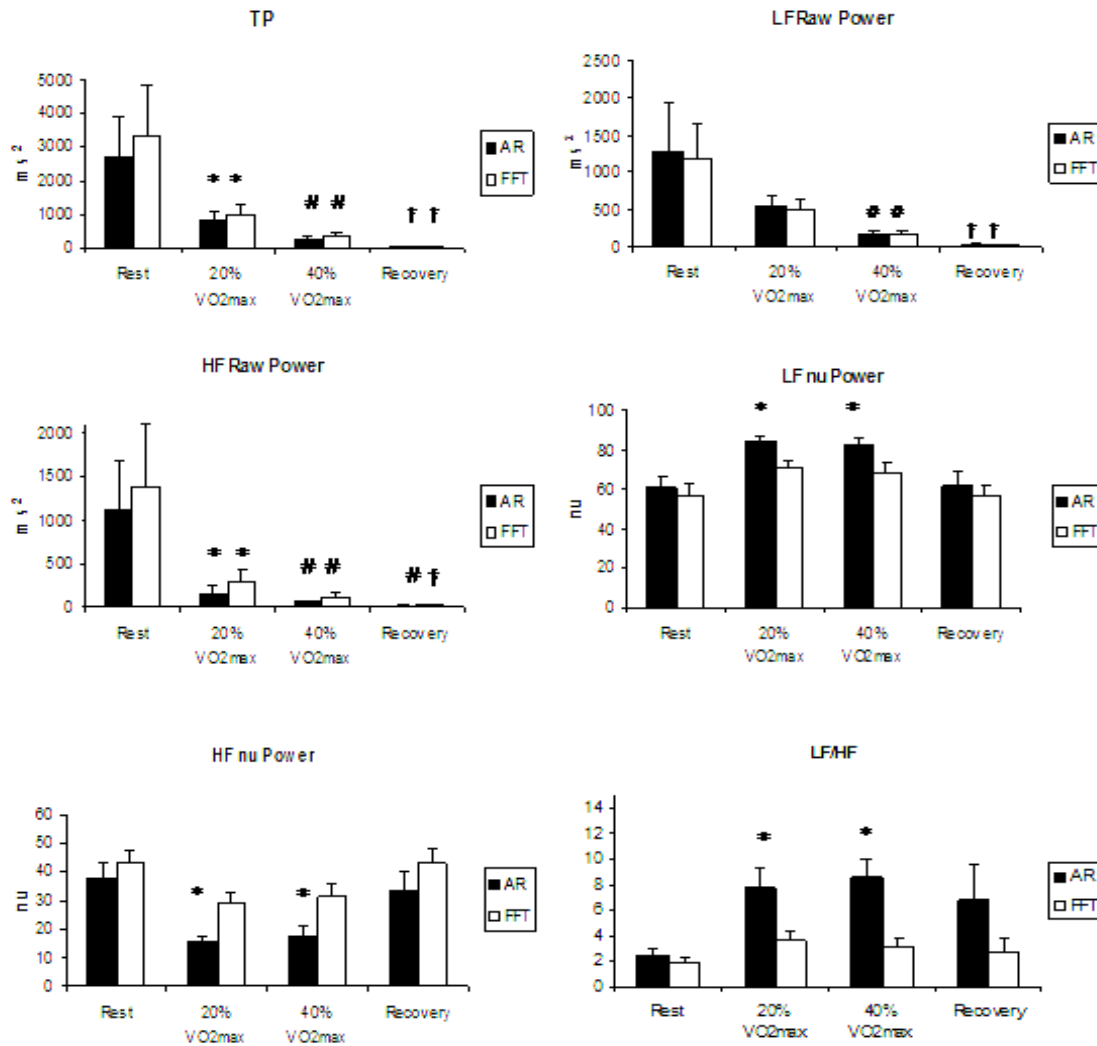 TP
5000
4000
3000
2000
1000
0
ms²
* *
# #
† †
Rest
20%
VO2max
40%
VO2max
Recovery
AR
FFT
LF Raw Power
2500
2000
1500
1000
500
0
ms²
# #
† †
Rest
20%
VO2max
40%
VO2max
Recovery
AR
FFT
HF Raw Power
2000
1500
1000
500
0
ms²
* *
# #
# †
Rest
20%
VO2max
40%
VO2max
Recovery
AR
FFT
LF nu Power
100
80
60
40
20
0
nu
*
*
Rest
20%
VO2max
40%
VO2max
Recovery
AR
FFT
HF nu Power
60
50
40
30
20
10
0
nu
*
*
Rest
20%
VO2max
40%
VO2max
Recovery
AR
FFT
LF/HF
14
12
10
8
6
4
2
0
*
*
Rest
20%
VO2max
40%
VO2max
Recovery
AR
FFT